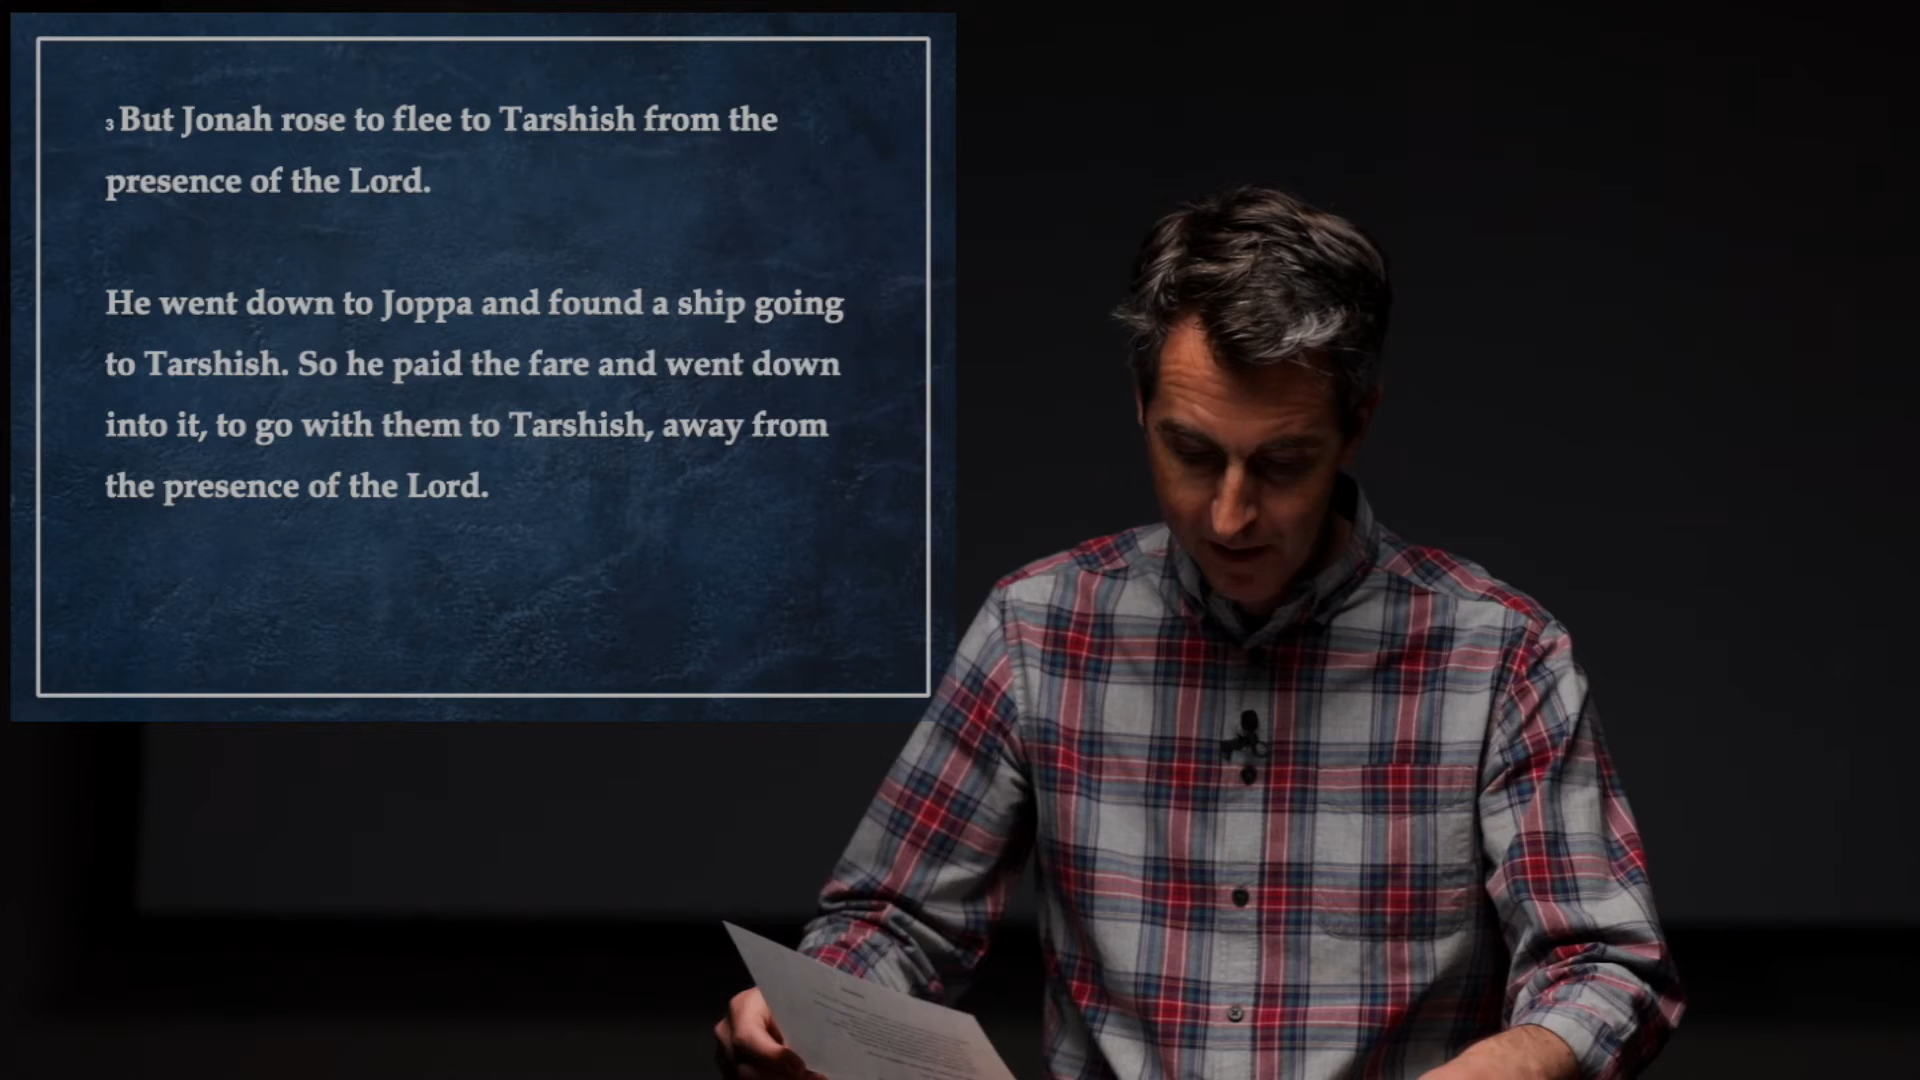 3 But Jonah rose to flee to Tarshish from the
presence of the Lord.
He went down to Joppa and found a ship going
to Tarshish. So he paid the fare and went down
into it, to go with them to Tarshish, away from
the presence of the Lord.